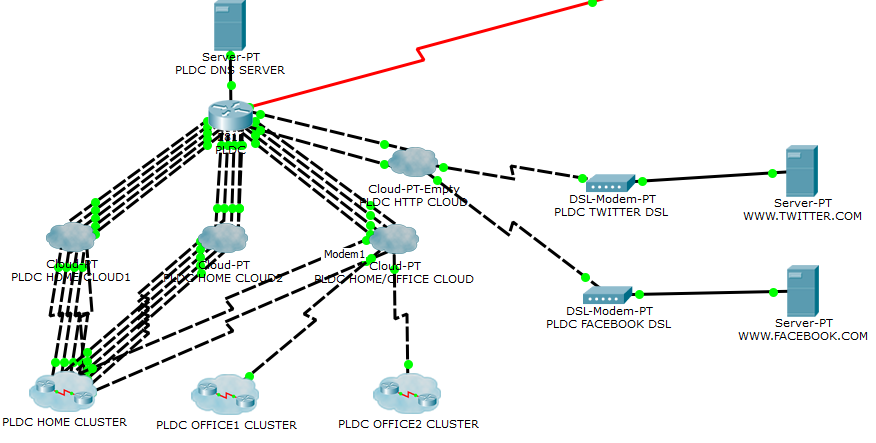 Server-PT
PLDC DNS SERVER
PLDC
Cloud-PT-Empty
PLDC HTTP CLOUD
DSL-Modem-PT
PLDC TWITTER DSL
Server-PT
WWW.TWITTER.COM
Cloud-PT
PLDC HOME CLOUD1
Cloud-PT
PLDC HOME CLOUD2
Modem1
Cloud-PT
PLDC HOME/OFFICE CLOUD
DSL-Modem-PT
PLDC FACEBOOK DSL
Server-PT
WWW.FACEBOOK.COM
PLDC HOME CLUSTER
PLDC OFFICE1 CLUSTER
PLDC OFFICE2 CLUSTER